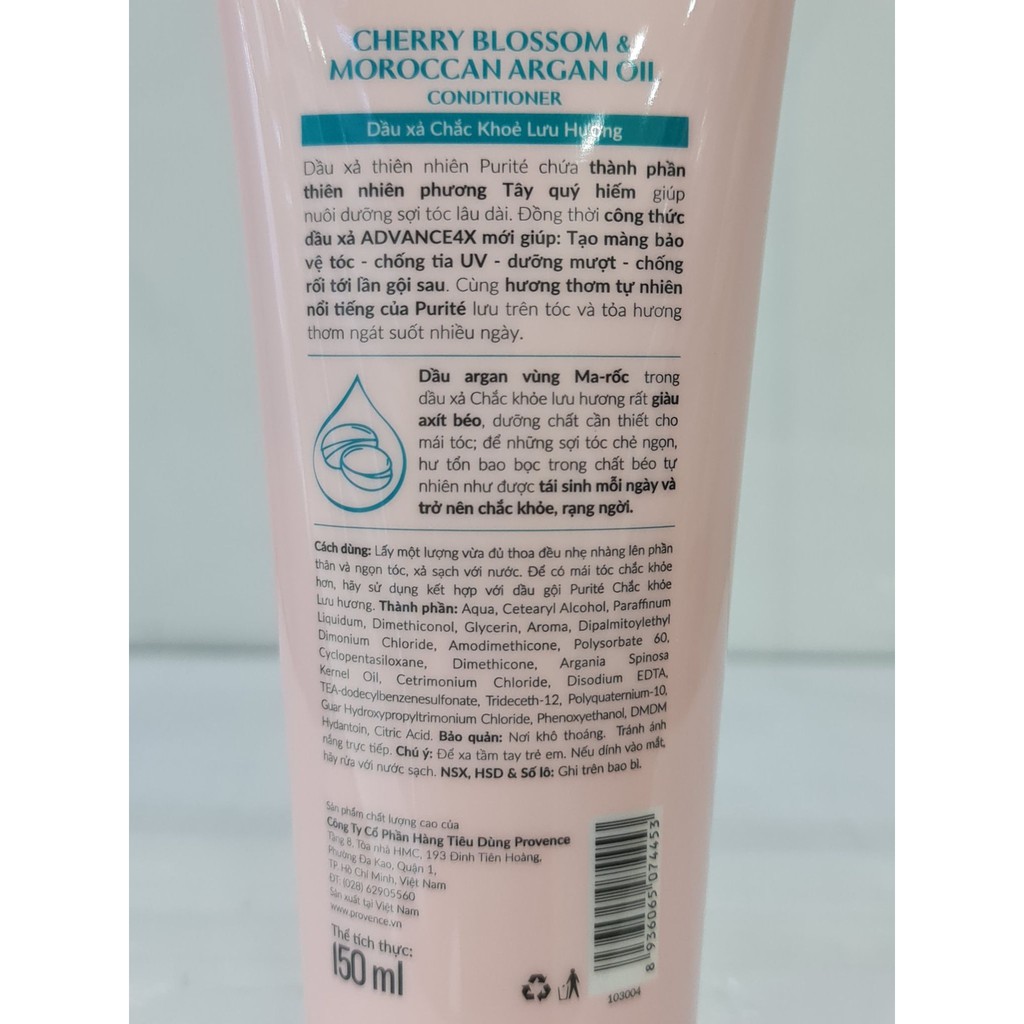 CHERRY BLOSSOM &
MOROCCAN ARGAN OIL
CONDITIONER
Dầu xả Chắc Khoẻ Lưu Hương
Dầu xả thiên nhiên Purité chứa thành phần
thiên nhiên phương Tây quý hiếm giúp
nuôi dưỡng sợi tóc lâu dài. Đồng thời công thức
dầu xả ADVANCE4X mới giúp: Tạo màng bảo
vệ tóc - chống tia UV - dưỡng mượt - chống
rối tới lần gội sau. Cùng hương thơm tự nhiên
nổi tiếng của Purité lưu trên tóc và tỏa hương
thơm ngát suốt nhiều ngày.
Dầu argan vùng Ma-rốc trong
dầu xả Chắc khỏe lưu hương rất giàu
axít béo, dưỡng chất cần thiết cho
mái tóc; để những sợi tóc chẻ ngọn,
hư tổn bao bọc trong chất béo tự
nhiên như được tái sinh mỗi ngày và
trở nên chắc khỏe, rạng ngời.
Cách dùng: Lấy một lượng vừa đủ thoa đều nhẹ nhàng lên phần
thân và ngọn tóc, xả sạch với nước. Để có mái tóc chắc khỏe
hơn, hãy sử dụng kết hợp với dầu gội Purité Chắc khỏe
Lưu hương. Thành phần: Aqua, Cetearyl Alcohol, Paraffinum
Liquidum, Dimethiconol, Glycerin, Aroma, Dipalmitoylethyl
Dimonium Chloride, Amodimethicone, Polysorbate 60,
Cyclopentasiloxane, Dimethicone, Argania Spinosa
Kernel Oil, Cetrimonium Chloride, Disodium EDTA,
TEA-dodecylbenzenesulfonate, Trideceth-12, Polyquaternium-10,
Guar Hydroxypropyltrimonium Chloride, Phenoxyethanol, DMDM
Hydantoin, Citric Acid. Bảo quản: Nơi khô thoáng. Tránh ánh
nắng trực tiếp. Chú ý: Để xa tầm tay trẻ em. Nếu dính vào mắt,
hãy rửa với nước sạch. NSX, HSD & Số lô: Ghi trên bao bì.
Sản phẩm chất lượng cao của
Công Ty Cổ Phần Hàng Tiêu Dùng Provence
Tầng 8, Tòa nhà HMC, 193 Đinh Tiên Hoàng,
Phường Đa Kao, Quận 1,
TP. Hồ Chí Minh, Việt Nam
ĐT: (028) 62905560
Sản xuất tại Việt Nam
www.provence.vn
Thể tích thực:
150 ml
8 936065 074453
103004